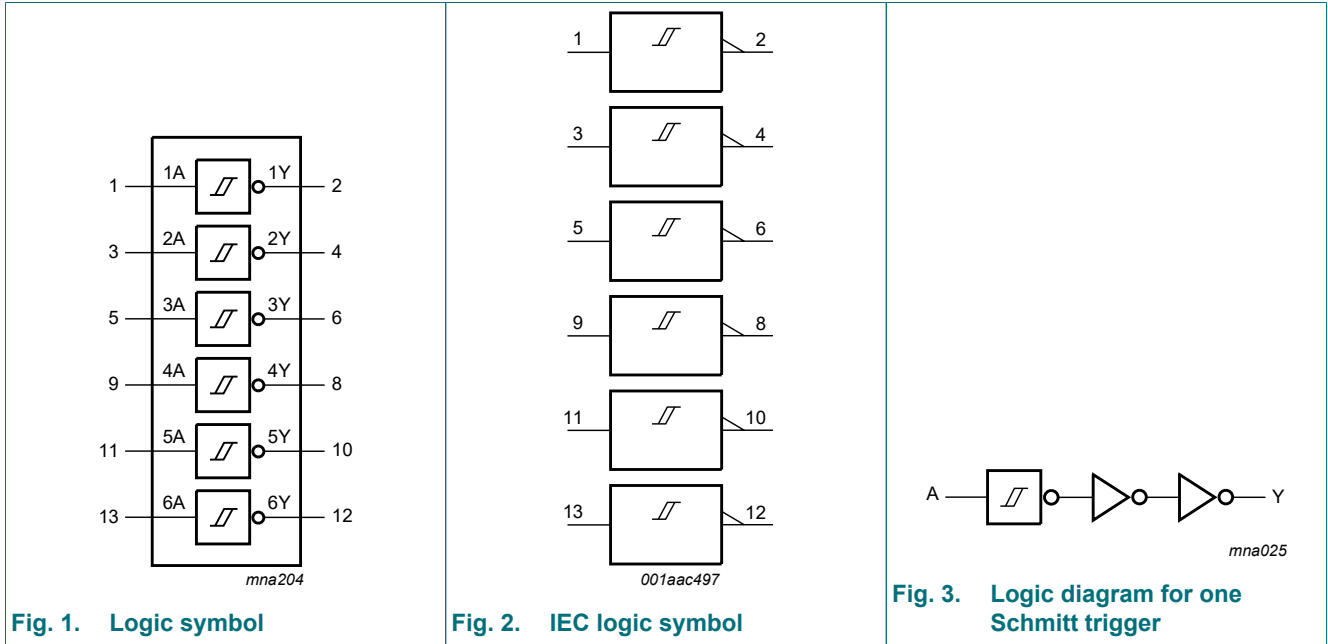 1 1A 1Y 2
3 2A 2Y 4
5 3A 3Y 6
9 4A 4Y 8
11 5A 5Y 10
13 6A 6Y 12
mna204
Fig. 1. Logic symbol
1 2
3 4
5 6
9 8
11 10
13 12
001aac497
Fig. 2. IEC logic symbol
A Y
mna025
Fig. 3. Logic diagram for one
Schmitt trigger